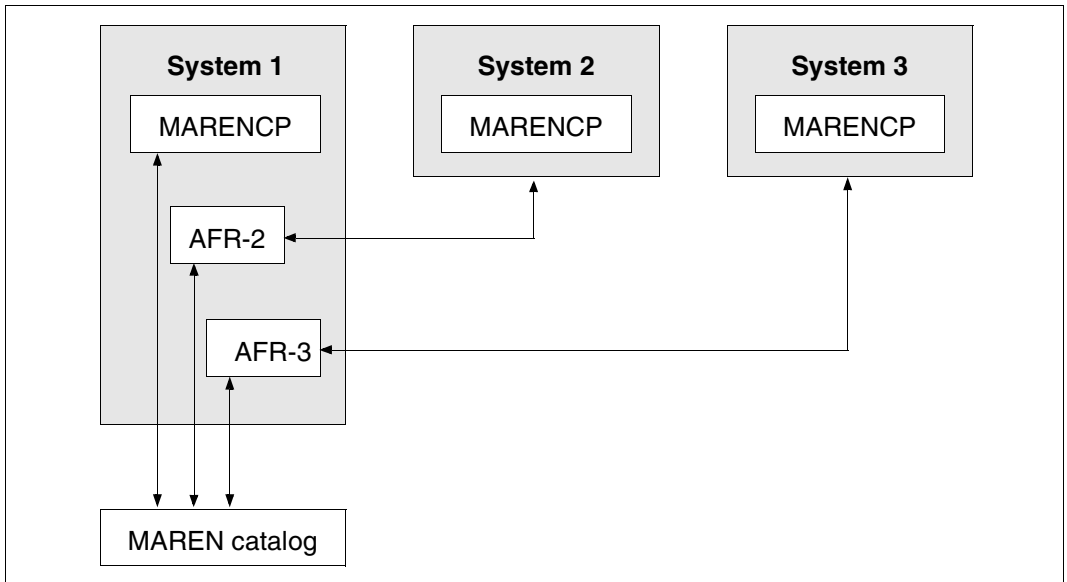 System 1
System 2
System 3
MARENCP
MARENCP
MARENCP
AFR-2
AFR-3
MAREN catalog